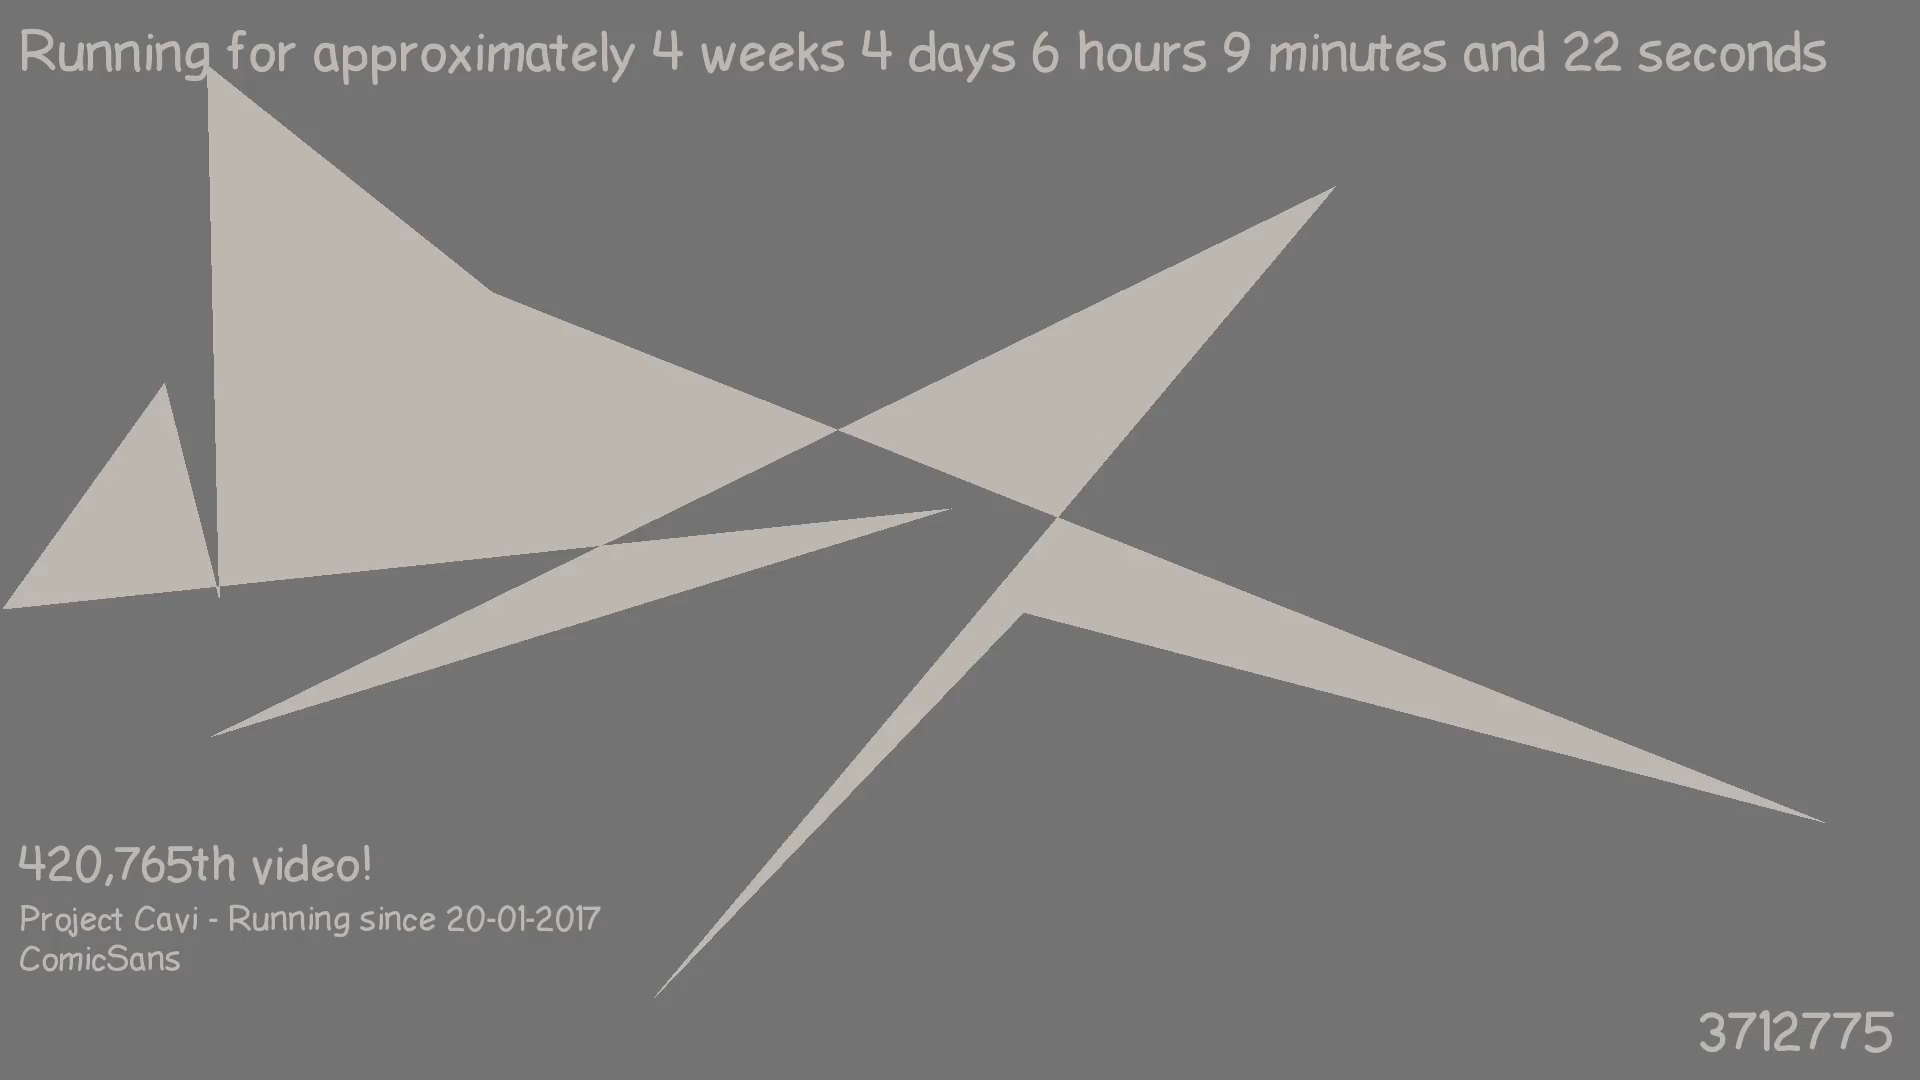 Running for approximately 4 weeks 4 days 6 hours 9 minutes and 22 seconds
420,765th video!
Project Cavi - Running since 20-01-2017
ComicSans
3712775